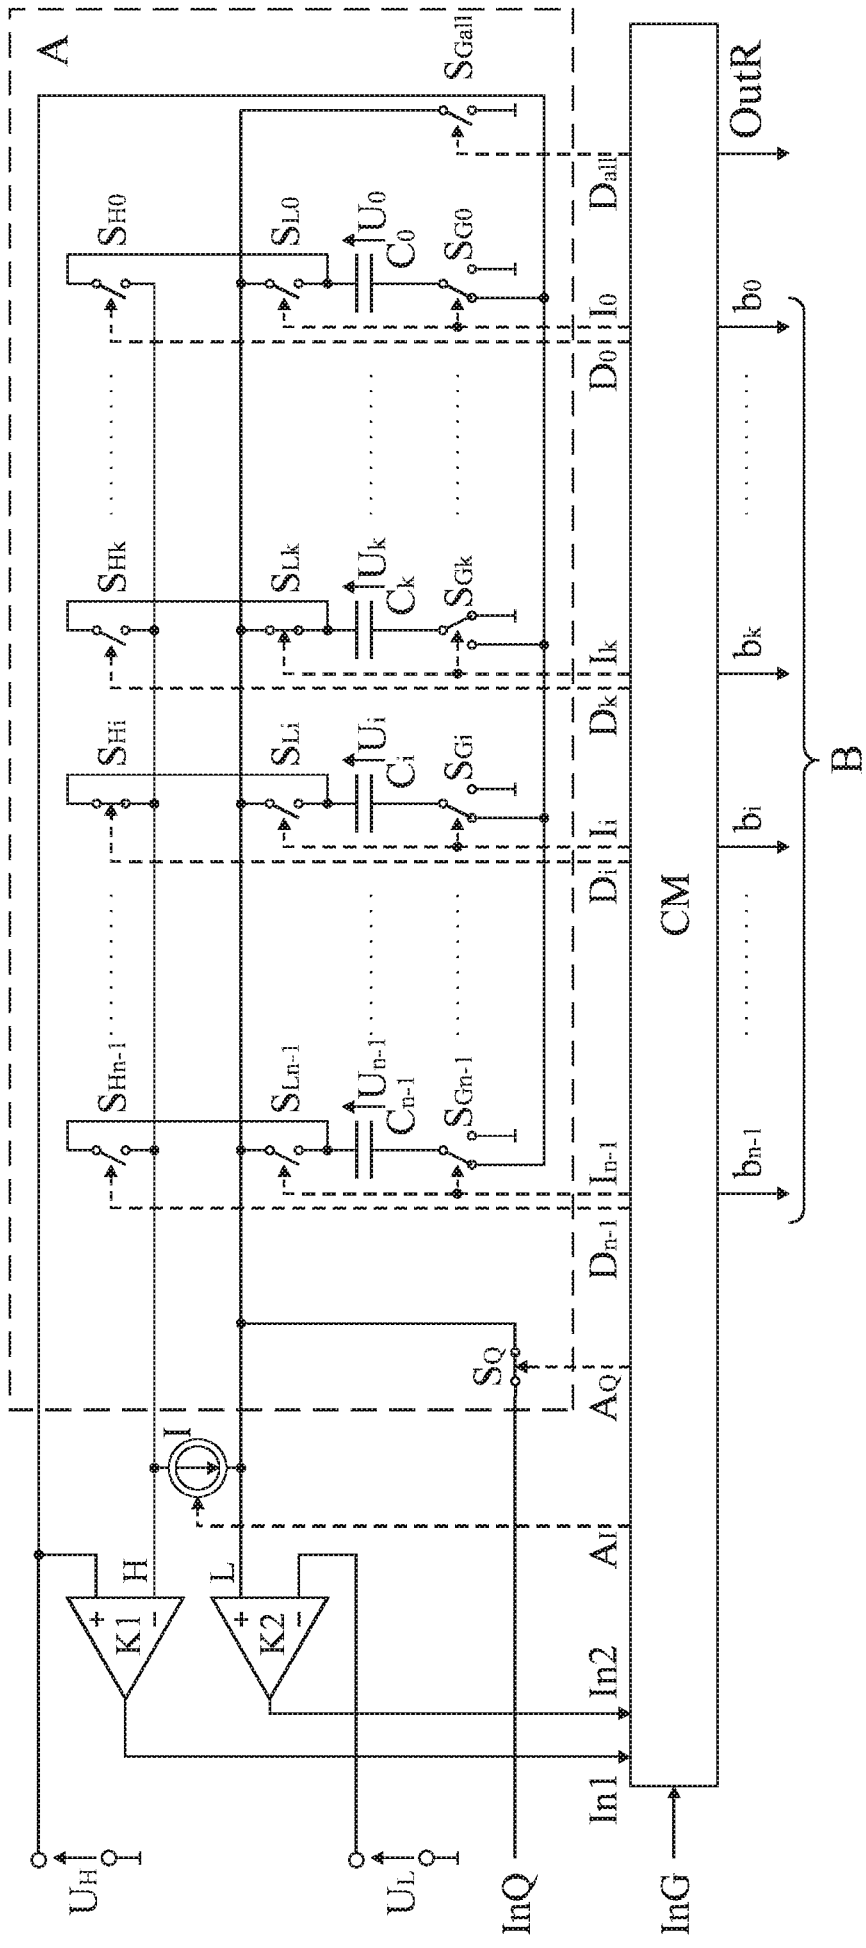 A
SHn-1
SHi
SHk
SH0
SLn-1
SLi
SLk
SL0
Un-1
Ui
Uk
U0
Cn-1
Ci
Ck
C0
SGn-1
SGi
SGk
SG0
SGall
UH
K1
+
−
H
I
UL
K2
+
−
L
InQ
SQ
In1
In2
AI
AQ
Dn-1
In-1
Di
Ii
Dk
Ik
D0
I0
Dall
InG
CM
bn-1
bi
bk
b0
OutR
B